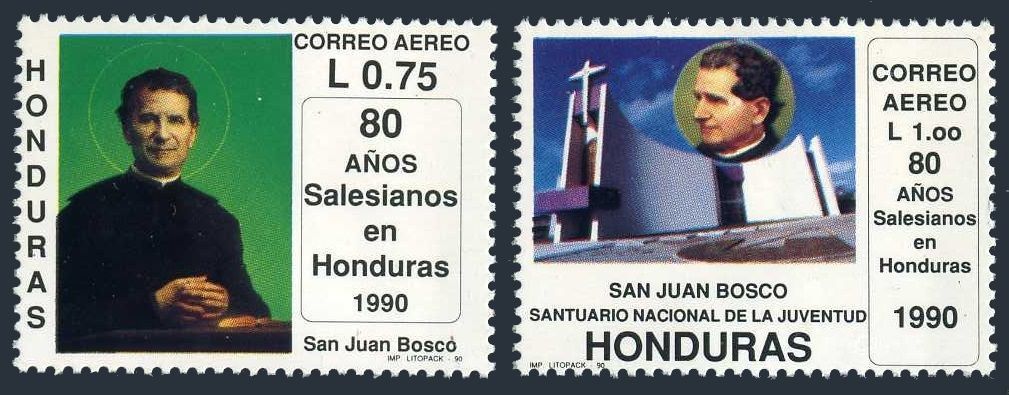 HONDURAS
CORREO AEREO
L 0.75
80
AÑOS
Salesianos
en
Honduras
1990
San Juan Bosco
IMP. LITOPACK - 90
CORREO
AEREO
L 1.00
80
AÑOS
Salesianos
en
Honduras
1990
SAN JUAN BOSCO
SANTUARIO NACIONAL DE LA JUVENTUD
HONDURAS
IMP. LITOPACK - 90